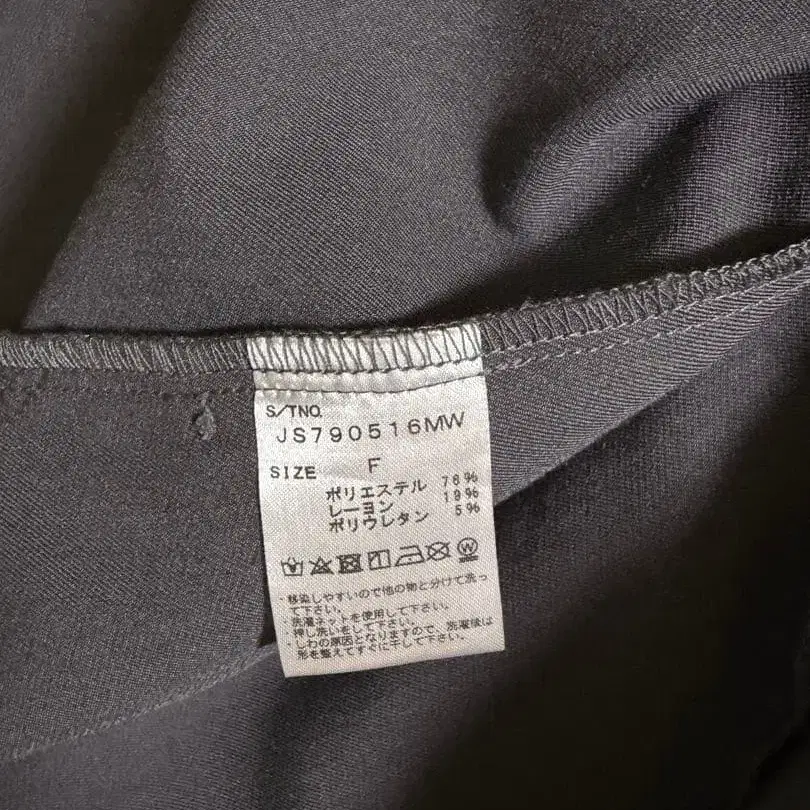 S/TNO.
JS790516MW
SIZE F
ポリエステル 76%
レーヨン 19%
ポリウレタン 5%
W
・移染しやすいので他の物と分けて洗っ
て下さい。
・洗濯ネットを使用して下さい。
・押し洗いをして下さい。
・しわの原因となりますので、洗濯後は
形を整えてすぐに干して下さい。